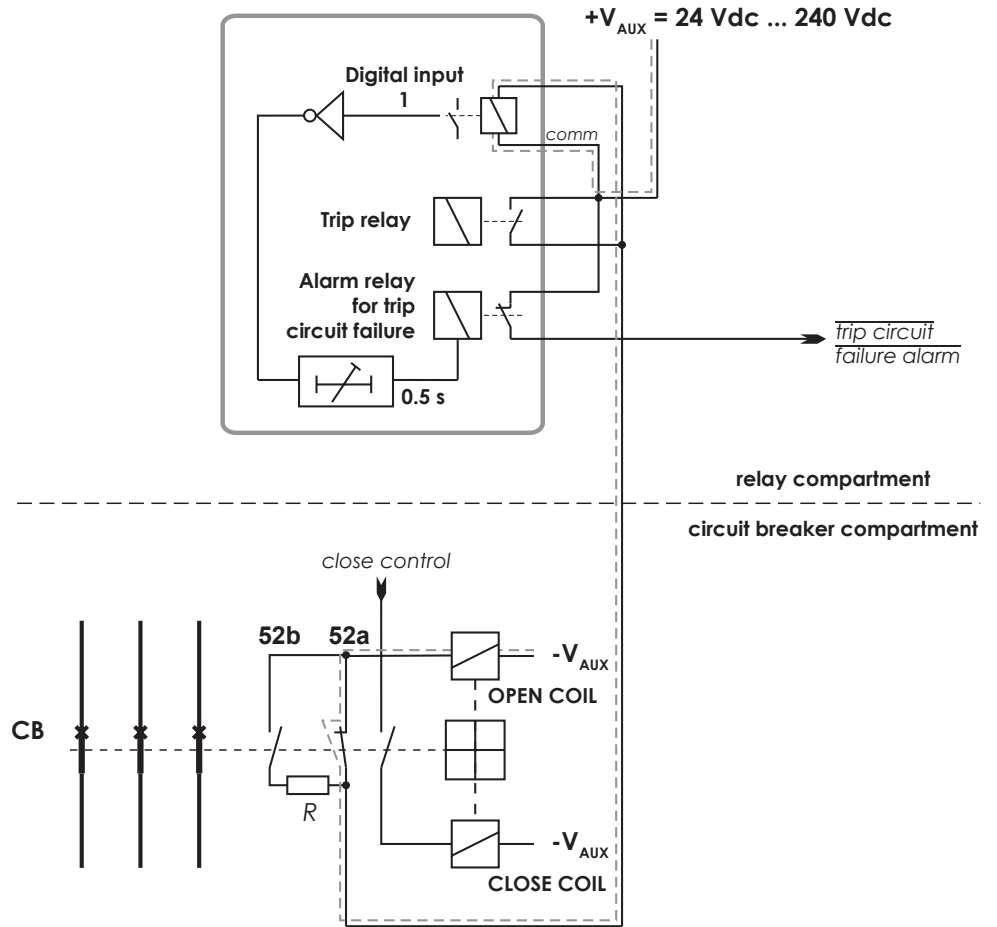 +VAUX = 24 Vdc ... 240 Vdc
Digital input
1
comm
Trip relay
Alarm relay
for trip
circuit failure
trip circuit
failure alarm
0.5 s
relay compartment
circuit breaker compartment
close control
52b
52a
-VAUX
OPEN COIL
CB
R
-VAUX
CLOSE COIL